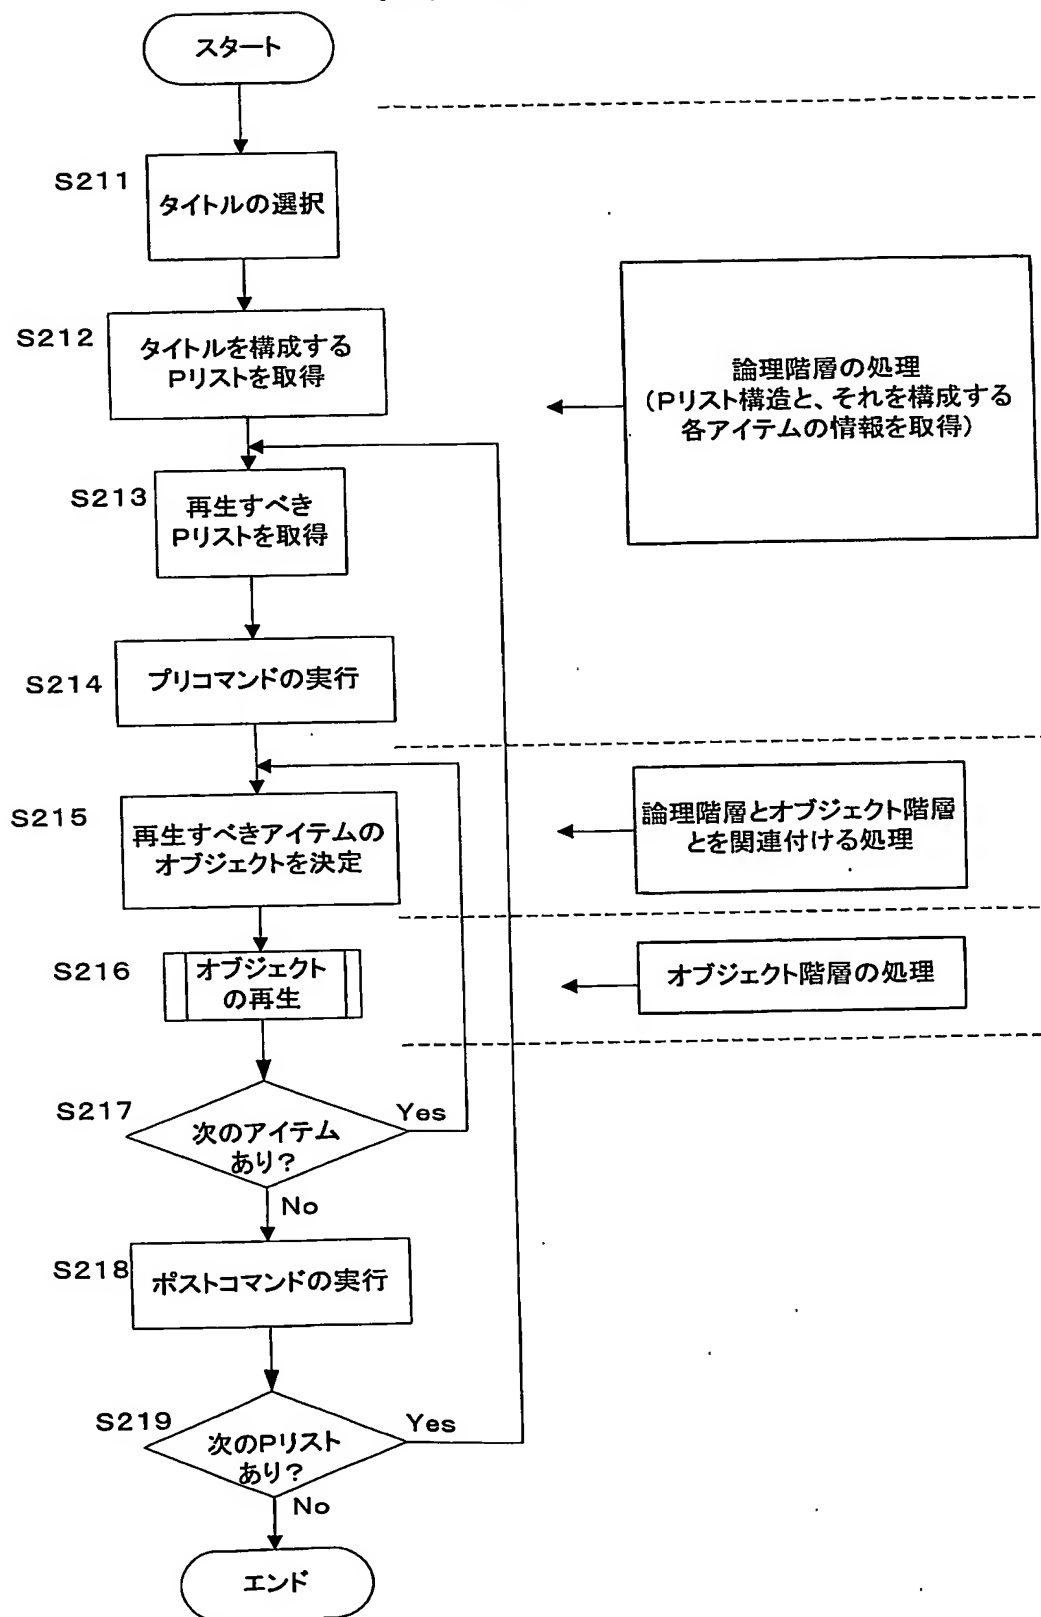 スタート
S211
タイトルの選択
S212
タイトルを構成する
Pリストを取得
論理階層の処理
(Pリスト構造と、それを構成する
各アイテムの情報を取得)
S213
再生すべき
Pリストを取得
S214
プリコマンドの実行
S215
再生すべきアイテムの
オブジェクトを決定
論理階層とオブジェクト階層
とを関連付ける処理
S216
オブジェクト
の再生
オブジェクト階層の処理
S217
次のアイテム
あり?
Yes
No
S218
ポストコマンドの実行
S219
次のPリスト
あり?
Yes
No
エンド